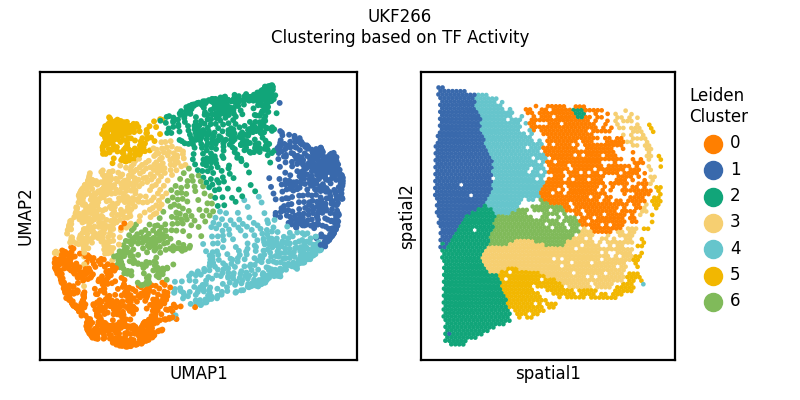 UKF266
Clustering based on TF Activity
UMAP2
UMAP1
spatial2
spatial1
Leiden
Cluster
0
1
2
3
4
5
6